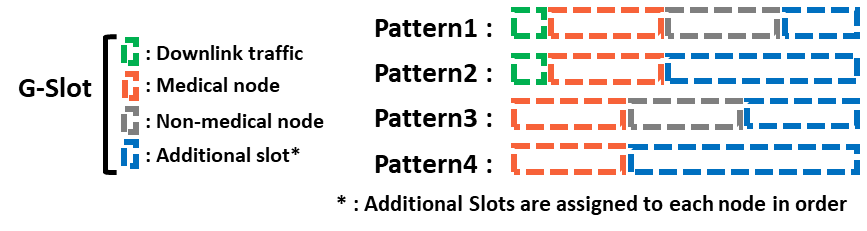 G-Slot
: Downlink traffic
: Medical node
: Non-medical node
: Additional slot*
Pattern1 :
Pattern2 :
Pattern3 :
Pattern4 :
* : Additional Slots are assigned to each node in order